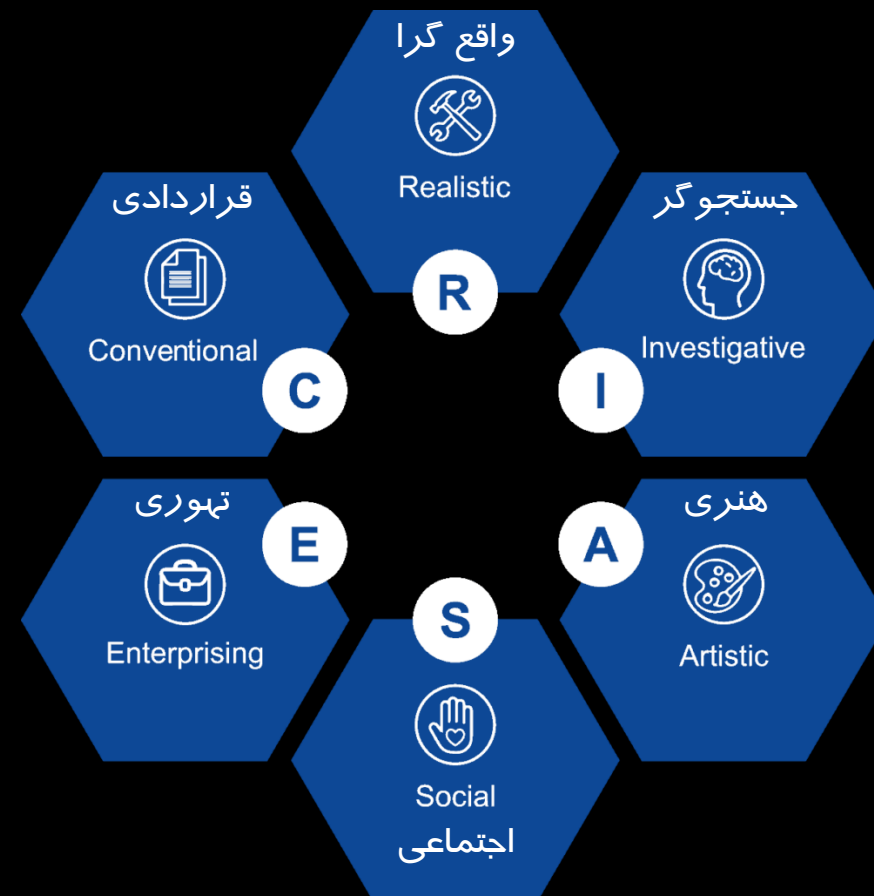 واقع گرا
Realistic
R
جستجوگر
Investigative
I
هنری
Artistic
A
S
Social
اجتماعی
تهوری
Enterprising
E
قراردادی
Conventional
C